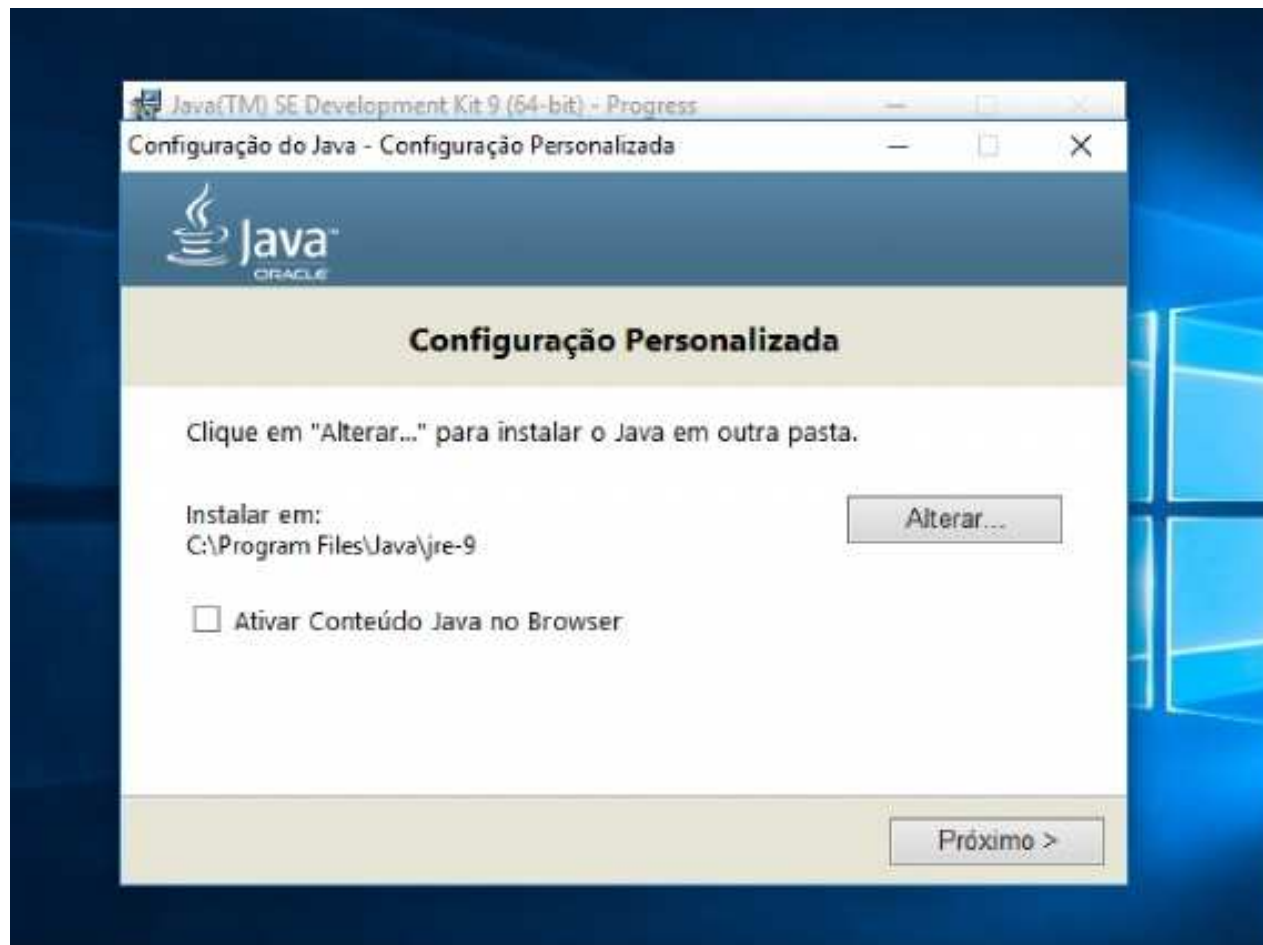 Java(TM) SE Development Kit 9 (64-bit) - Progress
Configuração do Java - Configuração Personalizada
Java™
ORACLE
Configuração Personalizada
Clique em "Alterar..." para instalar o Java em outra pasta.
Instalar em:
Alterar...
C:\Program Files\Java\jre-9
Ativar Conteúdo Java no Browser
Próximo >